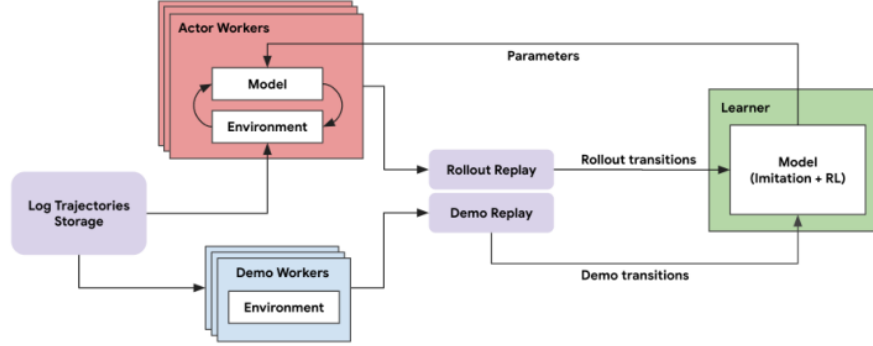 Actor Workers
Parameters
Model
Learner
Environment
Rollout Replay
Rollout transitions
Model
(Imitation + RL)
Log Trajectories
Storage
Demo Replay
Demo Workers
Demo transitions
Environment